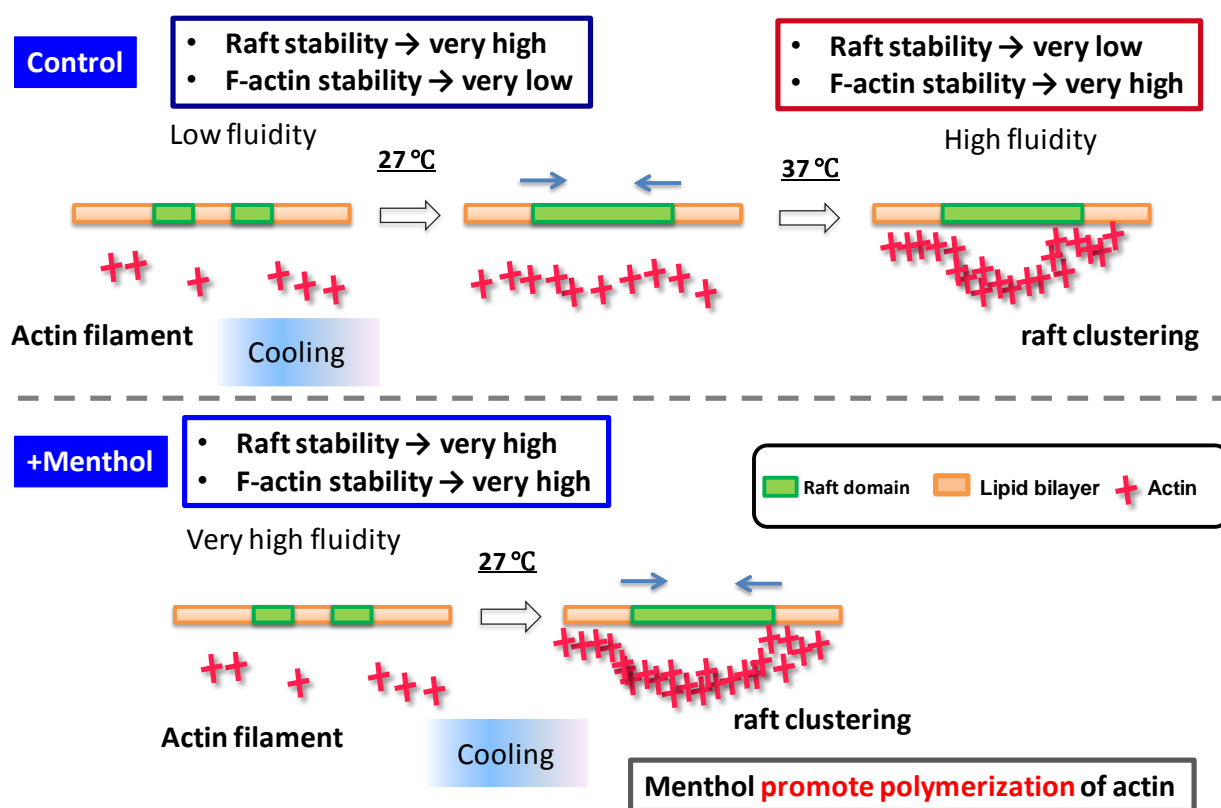 Control
• Raft stability → very high
• F-actin stability → very low
• Raft stability → very low
• F-actin stability → very high
Low fluidity
High fluidity
27℃
37℃
Actin filament
Cooling
raft clustering
+Menthol
• Raft stability → very high
• F-actin stability → very high
Raft domain
Lipid bilayer
Actin
Very high fluidity
27℃
Actin filament
Cooling
raft clustering
Menthol promote polymerization of actin